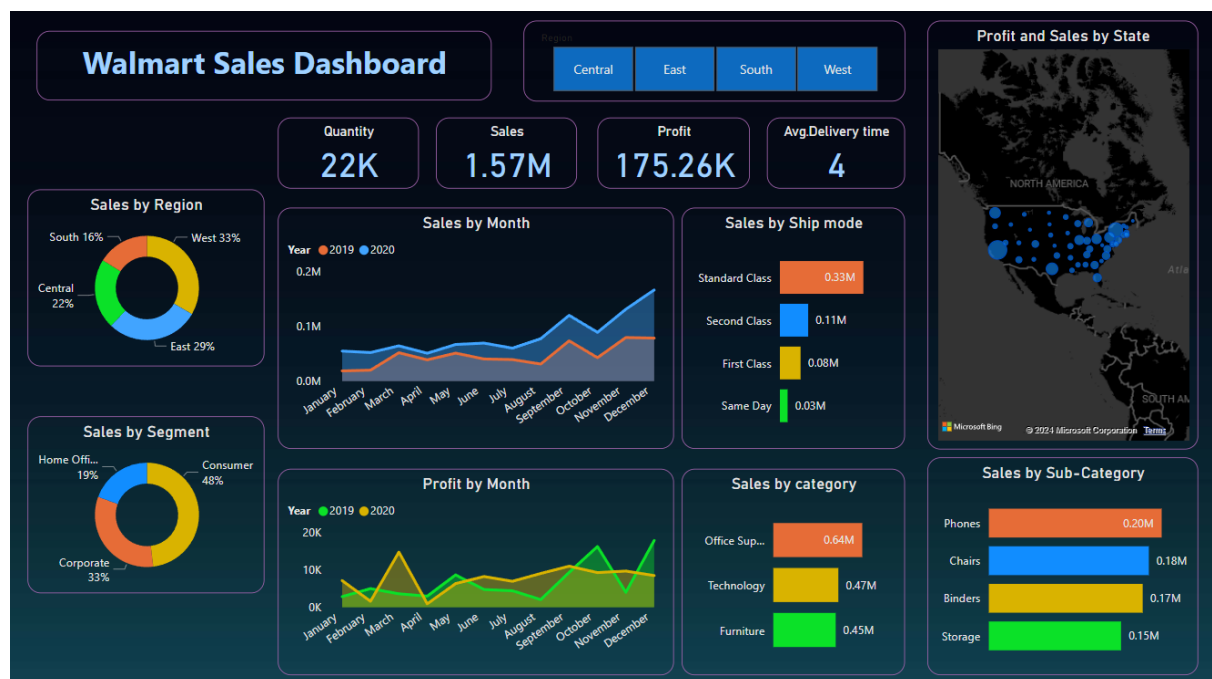 Walmart Sales Dashboard
Region
Central
East
South
West
Profit and Sales by State
NORTH AMERICA
Atla
SOUTH AM
Microsoft Bing
© 2024 Microsoft Corporation Terms
Quantity
22K
Sales
1.57M
Profit
175.26K
Avg.Delivery time
4
Sales by Region
South 16%
West 33%
Central
22%
East 29%
Sales by Month
Year 2019 2020
0.2M
0.1M
0.0M
January
February
March
April
May
June
July
August
September
October
November
December
Sales by Ship mode
Standard Class 0.33M
Second Class 0.11M
First Class 0.08M
Same Day 0.03M
Sales by Segment
Home Offi...
19%
Consumer
48%
Corporate
33%
Profit by Month
Year 2019 2020
20K
10K
0K
January
February
March
April
May
June
July
August
September
October
November
December
Sales by category
Office Sup... 0.64M
Technology 0.47M
Furniture 0.45M
Sales by Sub-Category
Phones 0.20M
Chairs 0.18M
Binders 0.17M
Storage 0.15M